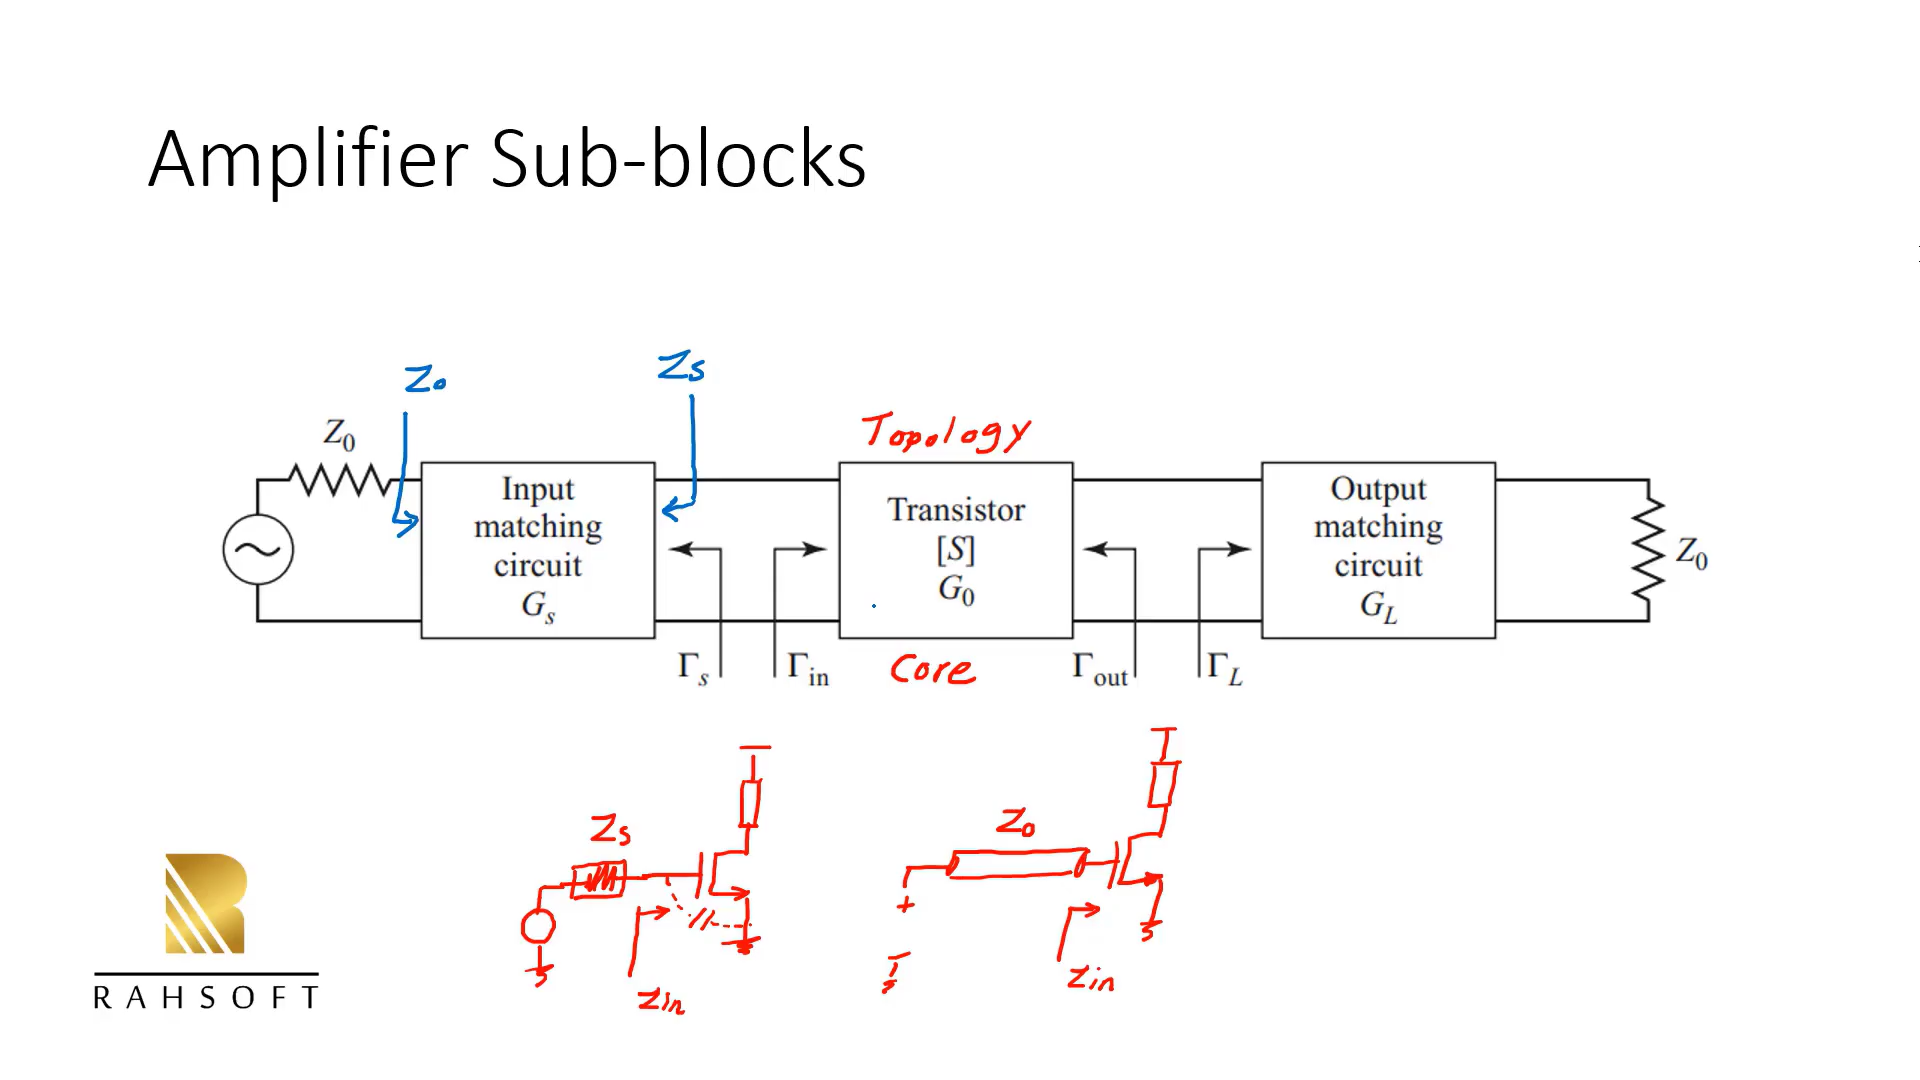 Amplifier Sub-blocks
Zo
Zs
Z0
Topology
Input
matching
circuit
Gs
Transistor
[S]
G0
Output
matching
circuit
GL
Z0
Γs
Γin
Core
Γout
ΓL
Zs
Zin
Zo
Zin
RAHSOFT